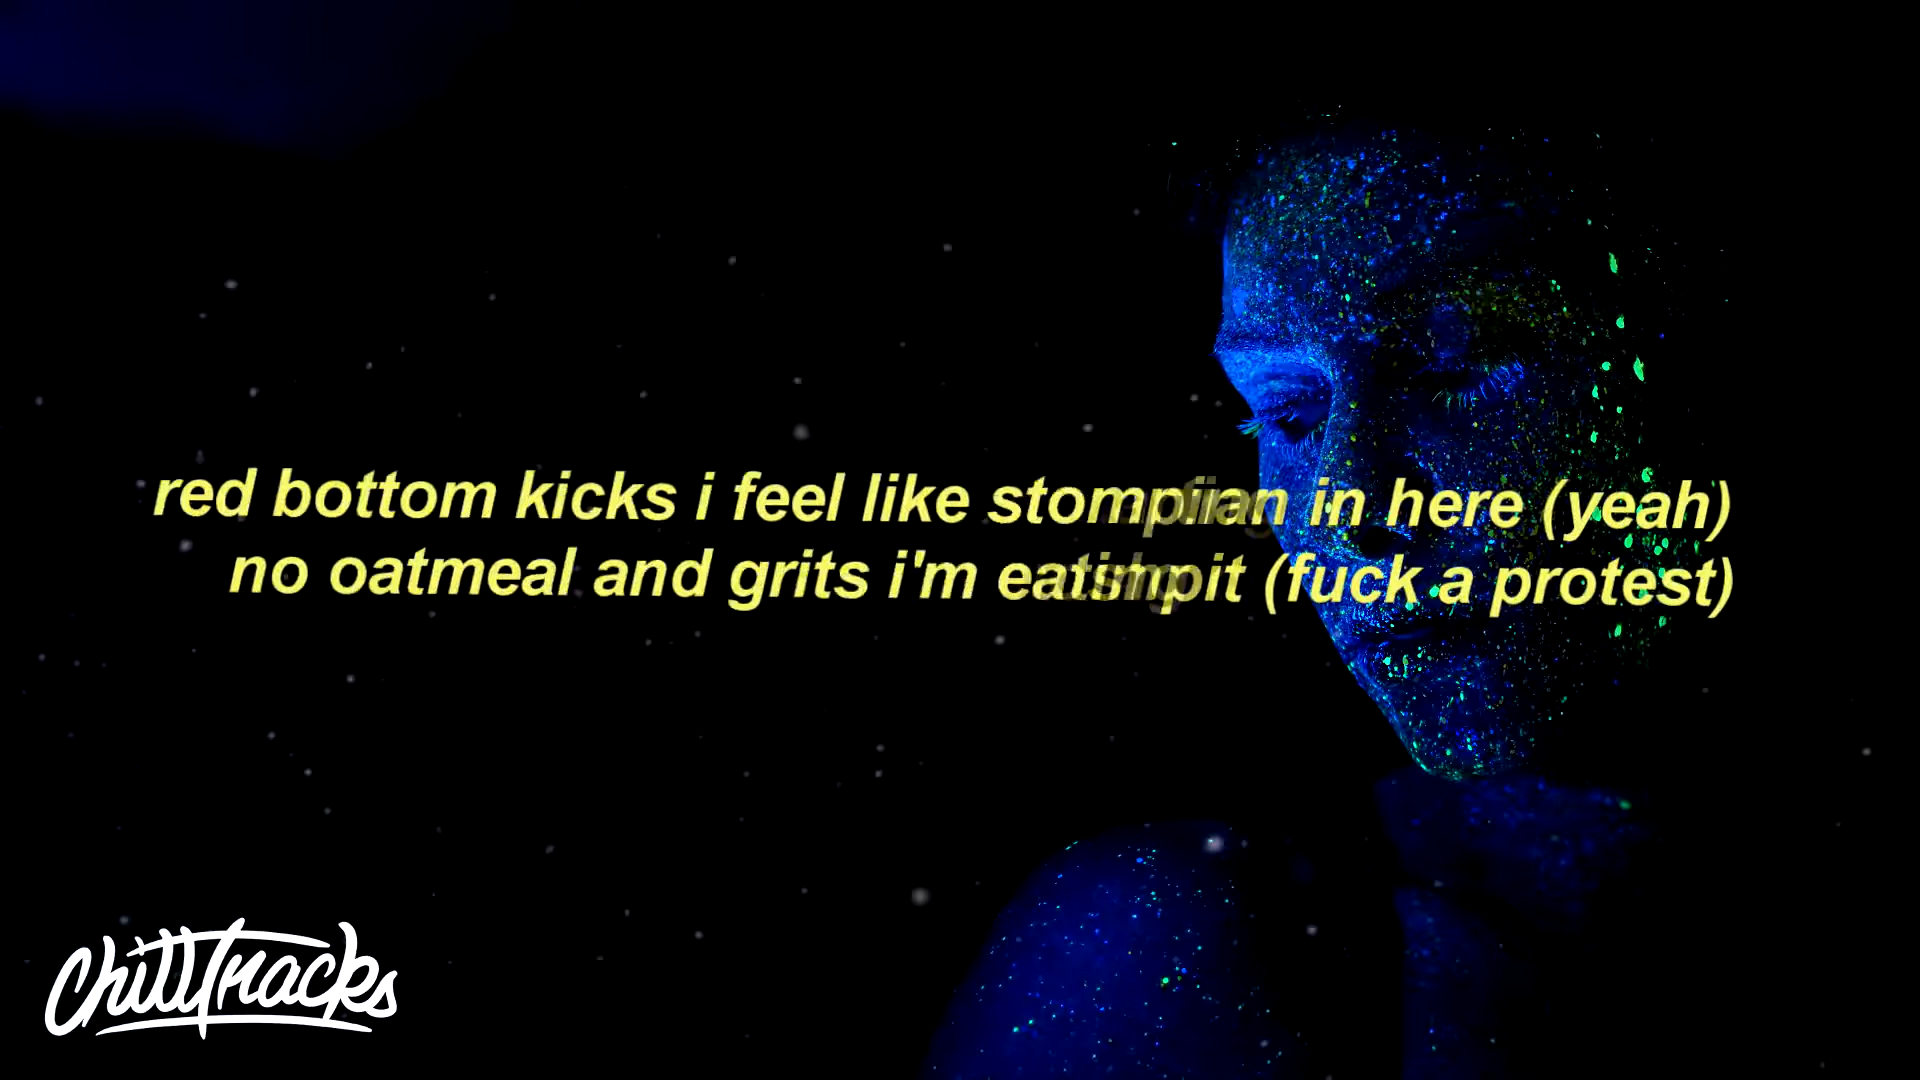 red bottom kicks i feel like in here (yeah)
no oatmeal and grits i'm (fuck a protest)
ChillTracks